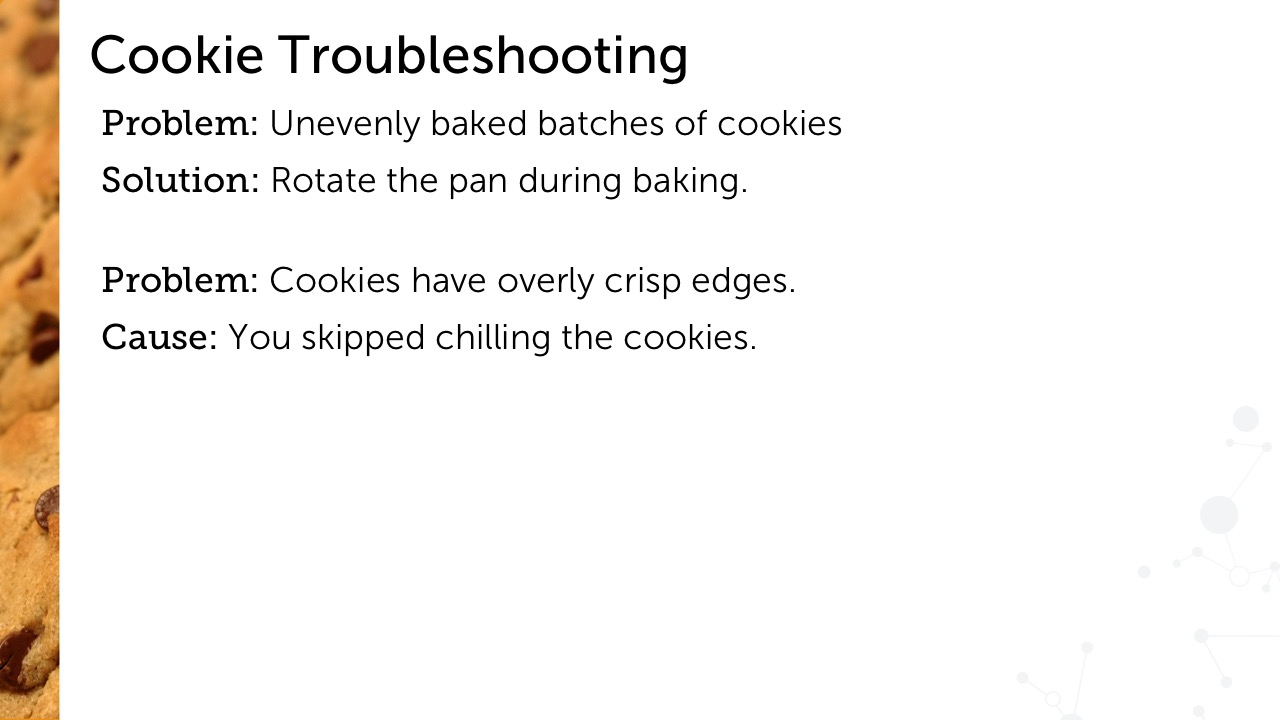 Cookie Troubleshooting
Problem: Unevenly baked batches of cookies
Solution: Rotate the pan during baking.
Problem: Cookies have overly crisp edges.
Cause: You skipped chilling the cookies.